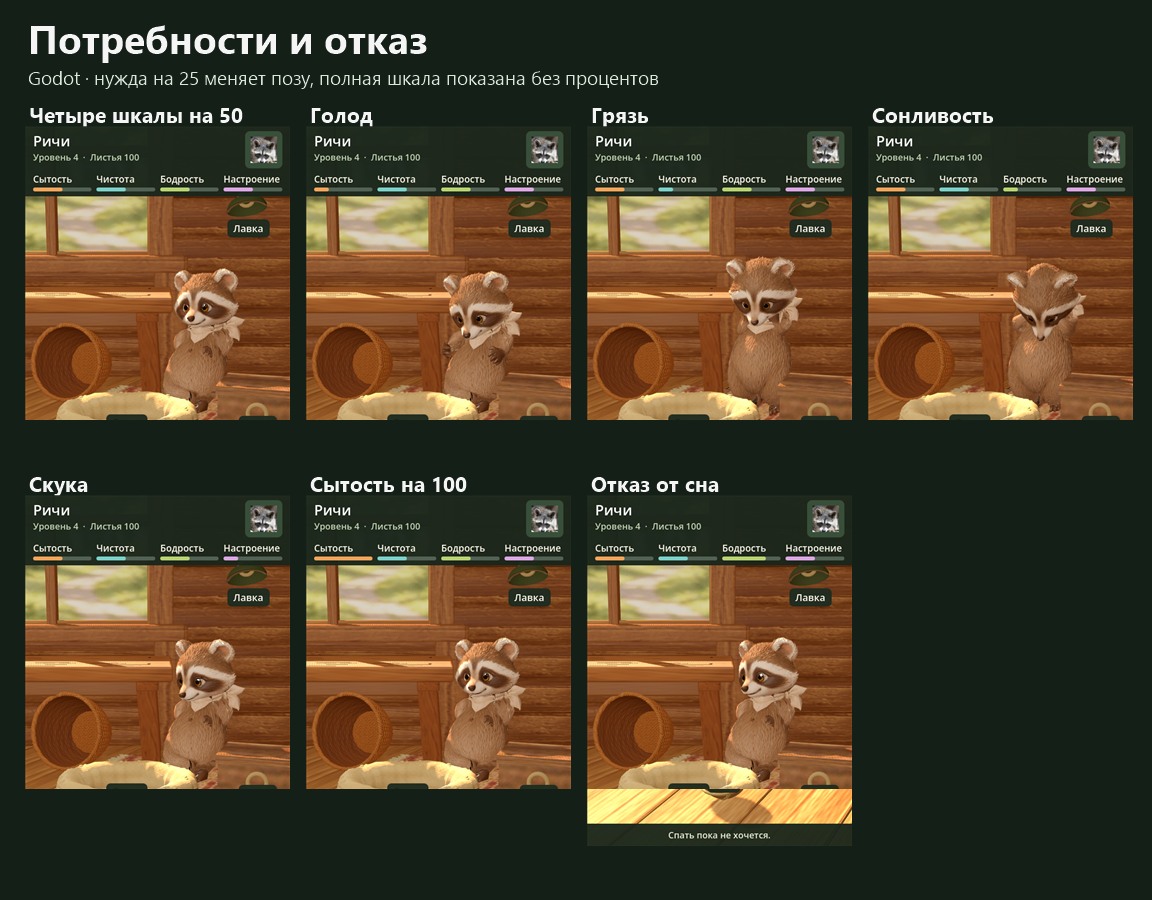 Потребности и отказ
Godot · нужда на 25 меняет позу, полная шкала показана без процентов
Четыре шкалы на 50
Ричи
Уровень 4 · Листья 100
Сытость Чистота Бодрость Настроение
Лавка
Голод
Ричи
Уровень 4 · Листья 100
Сытость Чистота Бодрость Настроение
Лавка
Грязь
Ричи
Уровень 4 · Листья 100
Сытость Чистота Бодрость Настроение
Лавка
Сонливость
Ричи
Уровень 4 · Листья 100
Сытость Чистота Бодрость Настроение
Лавка
Скука
Ричи
Уровень 4 · Листья 100
Сытость Чистота Бодрость Настроение
Лавка
Сытость на 100
Ричи
Уровень 4 · Листья 100
Сытость Чистота Бодрость Настроение
Лавка
Отказ от сна
Ричи
Уровень 4 · Листья 100
Сытость Чистота Бодрость Настроение
Лавка
Спать пока не хочется.